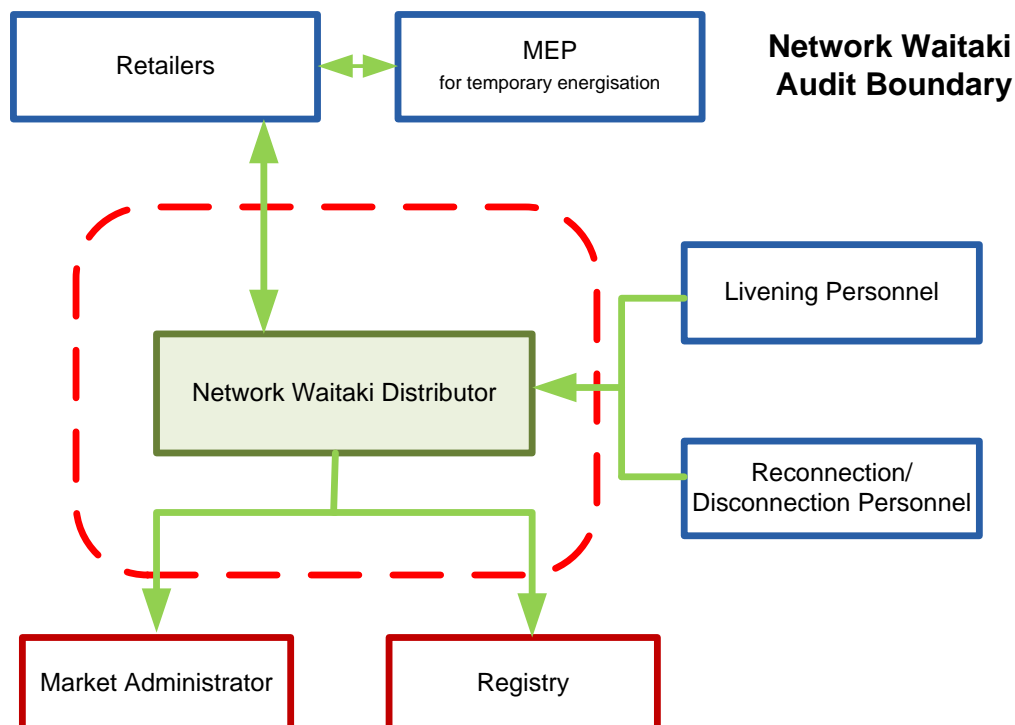 Retailers
MEP
for temporary energisation
Network Waitaki
Audit Boundary
Livening Personnel
Network Waitaki Distributor
Reconnection/
Disconnection Personnel
Market Administrator
Registry